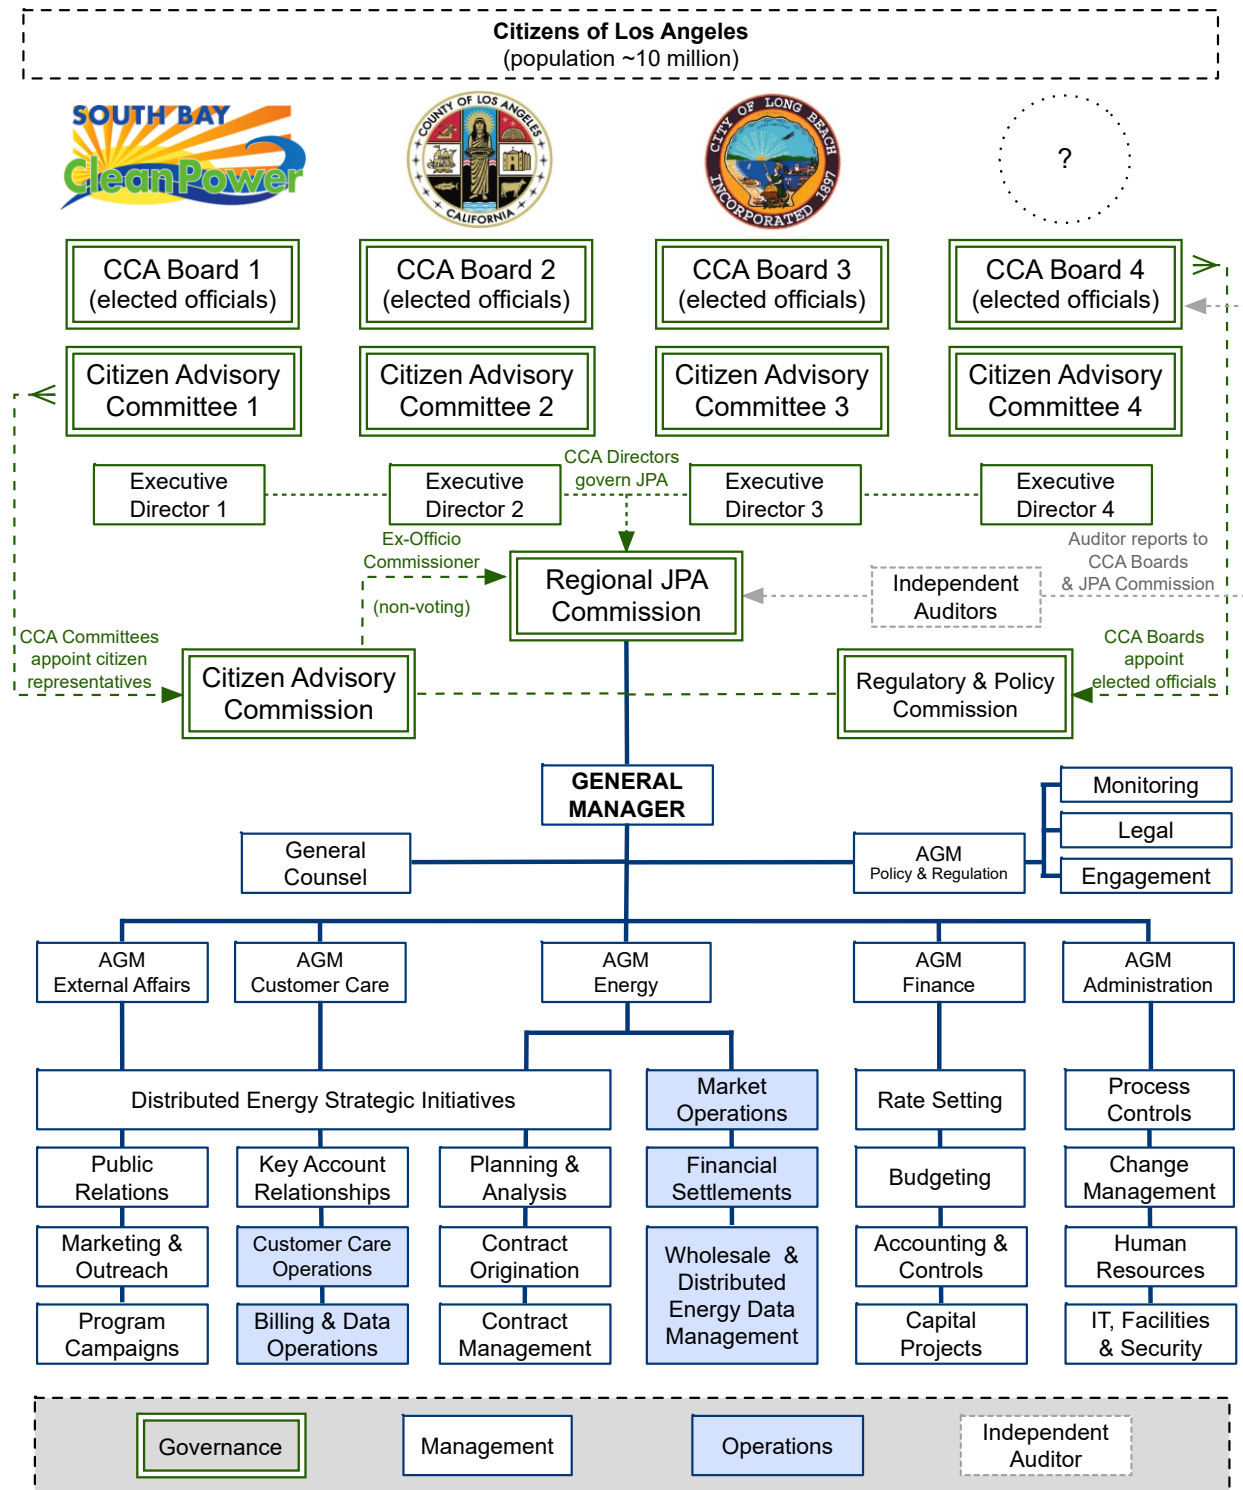 Citizens of Los Angeles
(population ~10 million)
SOUTH BAY
CleanPower
COUNTY OF LOS ANGELES
CALIFORNIA
CITY OF LONG BEACH
INCORPORATED 1897
?
CCA Board 1
(elected officials)
CCA Board 2
(elected officials)
CCA Board 3
(elected officials)
CCA Board 4
(elected officials)
Citizen Advisory
Committee 1
Citizen Advisory
Committee 2
Citizen Advisory
Committee 3
Citizen Advisory
Committee 4
Executive
Director 1
Executive
Director 2
CCA Directors
govern JPA
Executive
Director 3
Executive
Director 4
Ex-Officio
Commissioner
(non-voting)
Regional JPA
Commission
Independent
Auditors
Auditor reports to
CCA Boards
& JPA Commission
CCA Committees
appoint citizen
representatives
Citizen Advisory
Commission
Regulatory & Policy
Commission
CCA Boards
appoint
elected officials
GENERAL
MANAGER
General
Counsel
AGM
Policy & Regulation
Monitoring
Legal
Engagement
AGM
External Affairs
AGM
Customer Care
AGM
Energy
AGM
Finance
AGM
Administration
Distributed Energy Strategic Initiatives
Market
Operations
Rate Setting
Process
Controls
Public
Relations
Key Account
Relationships
Planning &
Analysis
Financial
Settlements
Budgeting
Change
Management
Marketing &
Outreach
Customer Care
Operations
Contract
Origination
Wholesale & 
Distributed
Energy Data
Management
Accounting &
Controls
Human
Resources
Program
Campaigns
Billing & Data
Operations
Contract
Management
Capital
Projects
IT, Facilities
& Security
Governance
Management
Operations
Independent
Auditor